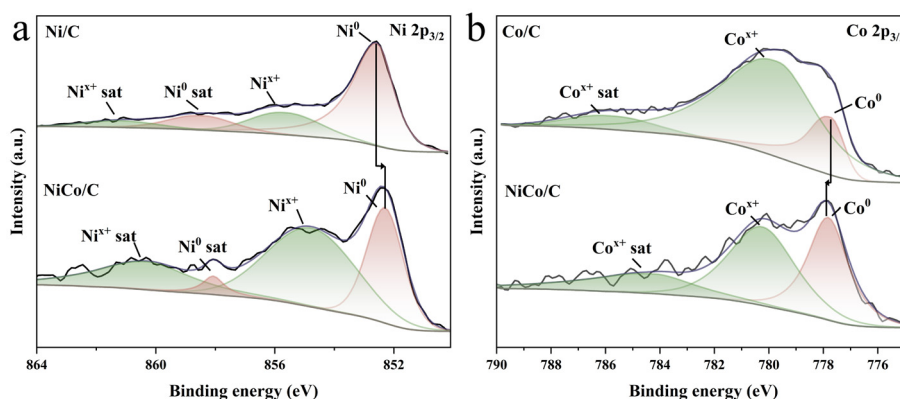 a
Ni/C
Ni⁰
Ni 2p₃/₂
Niˣ⁺ sat
Ni⁰ sat
Niˣ⁺
NiCo/C
Ni⁰
Niˣ⁺
Niˣ⁺ sat
Ni⁰ sat
Intensity (a.u.)
864
860
856
852
Binding energy (eV)
b
Co/C
Coˣ⁺
Co 2p₃/
Coˣ⁺ sat
Co⁰
NiCo/C
Coˣ⁺
Co⁰
Coˣ⁺ sat
Intensity (a.u.)
790
788
786
784
782
780
778
776
Binding energy (eV)